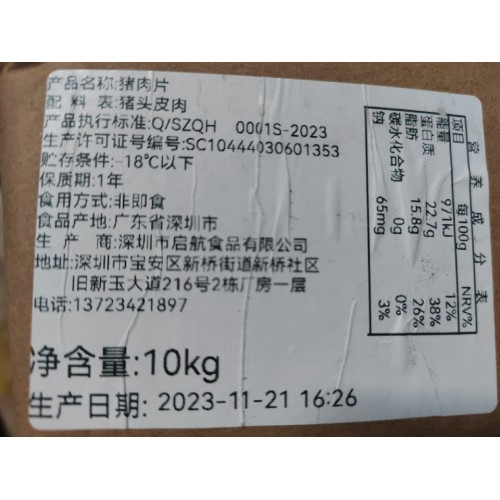 产品名称:猪肉片
配料表:猪头皮肉
产品执行标准:Q/SZQH 0001S-2023
生产许可证号编号:SC10444030601353
贮存条件:-18℃以下
保质期:1年
食用方式:非即食
食品产地:广东省深圳市
生产商:深圳市启航食品有限公司
地址:深圳市宝安区新桥街道新桥社区
旧新玉大道216号2栋厂房一层
电话:13723421897
净含量:10kg
生产日期: 2023-11-21 16:26
营养成分表
项目 每100g NRV%
能量 971kJ 12%
蛋白质 22.7g 38%
脂肪 15.8g 26%
碳水化合物 0g 0%
钠 65mg 3%